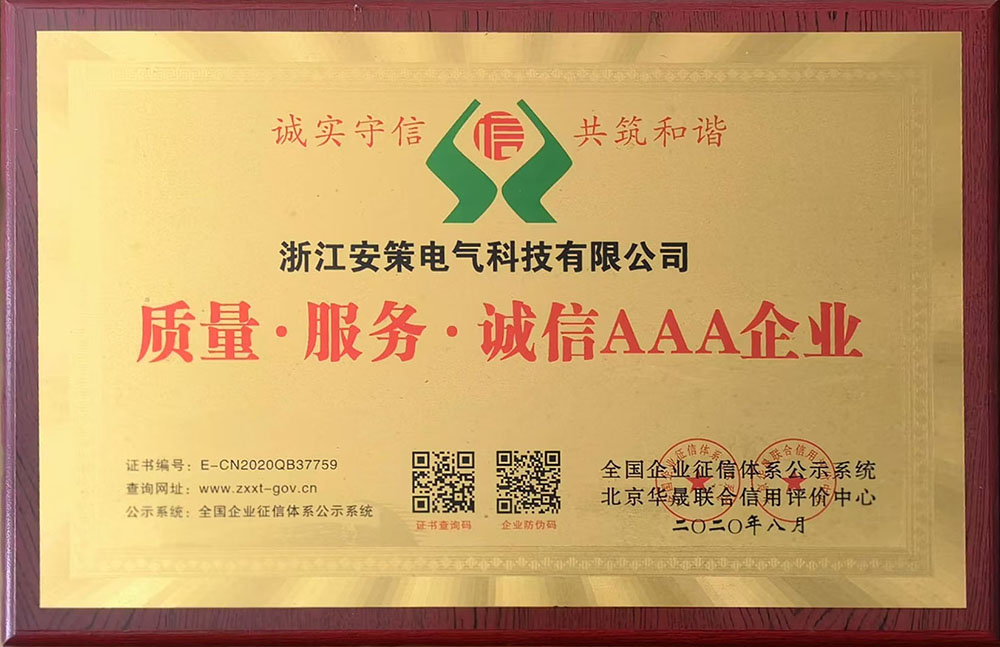 诚实守信 信 共筑和谐
浙江安策电气科技有限公司
质量·服务·诚信AAA企业
证书编号：E-CN2020QB37759
查询网址：www.zxxt-gov.cn
公示系统：全国企业征信体系公示系统
证书查询码 企业防伪码
全国企业征信体系公示系统
北京华晟联合信用评价中心
二〇二〇年八月